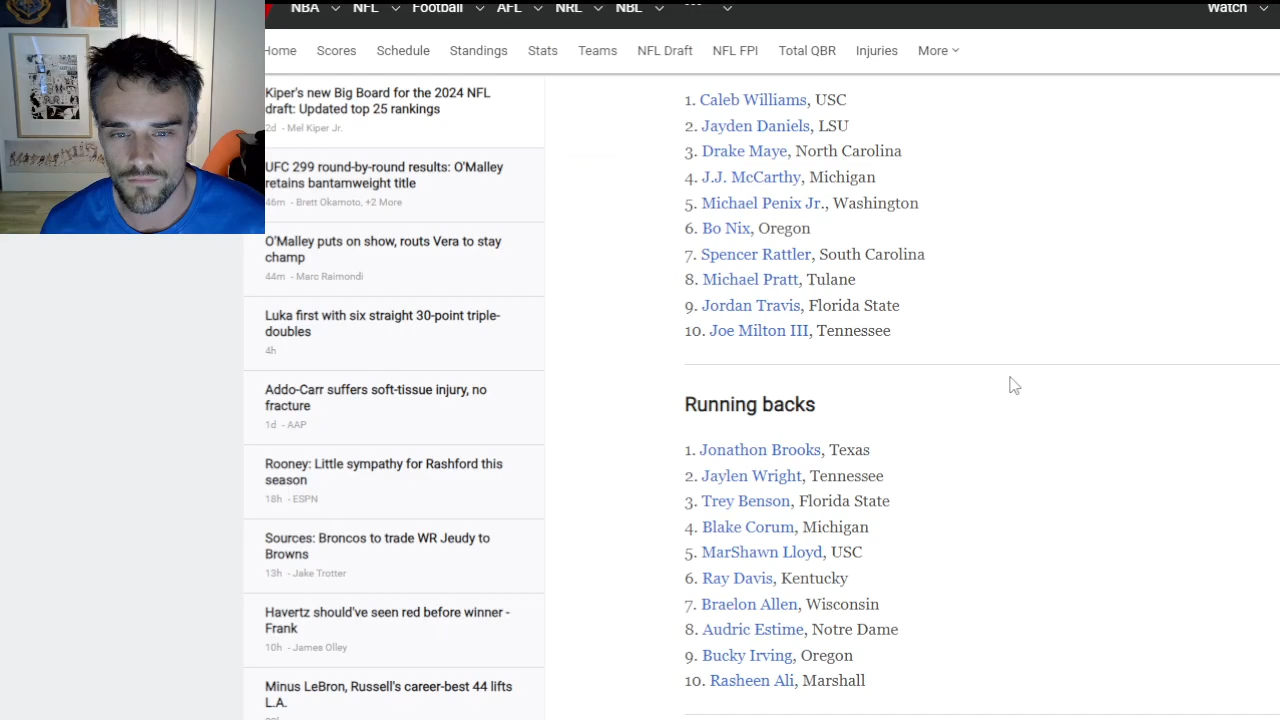 NBA NFL Football AFL NRL NBL Watch
Home Scores Schedule Standings Stats Teams NFL Draft NFL FPI Total QBR Injuries More
Kiper's new Big Board for the 2024 NFL
draft: Updated top 25 rankings
2d - Mel Kiper Jr.
UFC 299 round-by-round results: O'Malley
retains bantamweight title
46m - Brett Okamoto, +2 More
O'Malley puts on show, routs Vera to stay
champ
44m - Marc Raimondi
Luka first with six straight 30-point triple-
doubles
4h
Addo-Carr suffers soft-tissue injury, no
fracture
1d - AAP
Rooney: Little sympathy for Rashford this
season
18h - ESPN
Sources: Broncos to trade WR Jeudy to
Browns
13h - Jake Trotter
Havertz should've seen red before winner -
Frank
10h - James Olley
Minus LeBron, Russell's career-best 44 lifts
L.A.
1. Caleb Williams, USC
2. Jayden Daniels, LSU
3. Drake Maye, North Carolina
4. J.J. McCarthy, Michigan
5. Michael Penix Jr., Washington
6. Bo Nix, Oregon
7. Spencer Rattler, South Carolina
8. Michael Pratt, Tulane
9. Jordan Travis, Florida State
10. Joe Milton III, Tennessee
Running backs
1. Jonathon Brooks, Texas
2. Jaylen Wright, Tennessee
3. Trey Benson, Florida State
4. Blake Corum, Michigan
5. MarShawn Lloyd, USC
6. Ray Davis, Kentucky
7. Braelon Allen, Wisconsin
8. Audric Estime, Notre Dame
9. Bucky Irving, Oregon
10. Rasheen Ali, Marshall